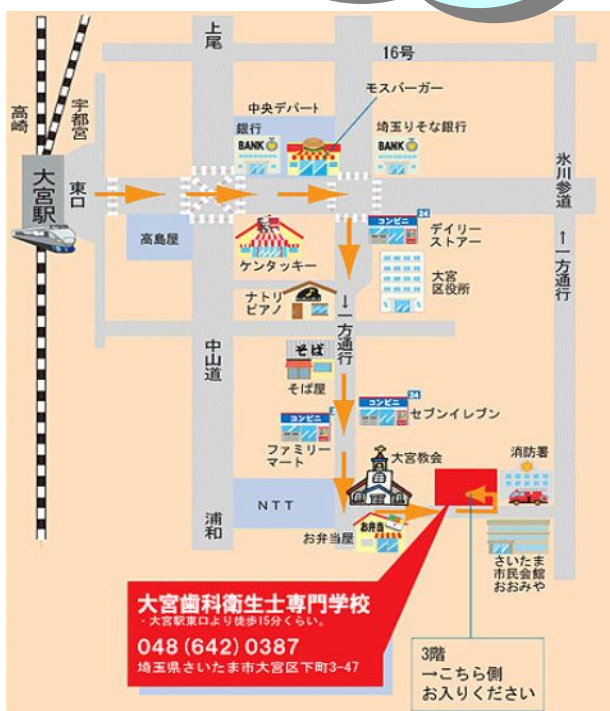 上尾
16号
モスバーガー
中央デパート
銀行
BANK
埼玉りそな銀行
BANK
高崎
宇都宮
大宮駅
東口
氷川参道
↑一方通行
高島屋
ケンタッキー
コンビニ
24
デイリー
ストアー
大宮
区役所
ナトリ
ピアノ
↓一方通行
中山道
そば
そば屋
コンビニ
ファミリー
マート
コンビニ
24
セブンイレブン
大宮教会
消防署
NTT
浦和
お弁当
お弁当屋
さいたま
市民会館
おおみや
大宮歯科衛生士専門学校
・大宮駅東口より徒歩15分くらい。
048(642)0387
埼玉県さいたま市大宮区下町3-47
3階
→こちら側
お入りください